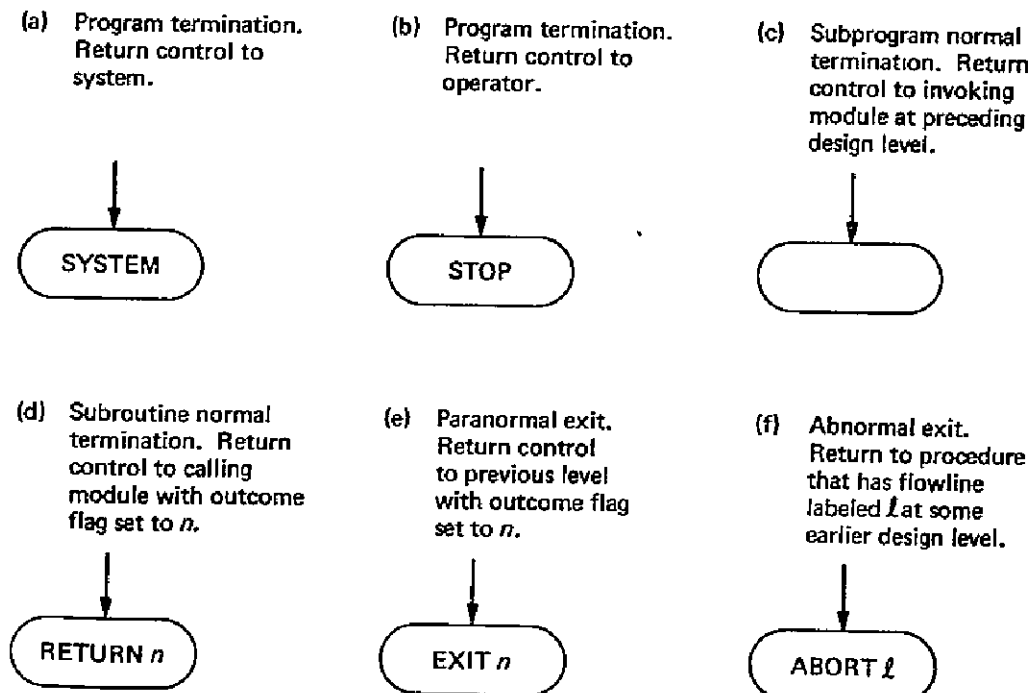 (a) Program termination.
Return control to
system.
SYSTEM
(b) Program termination.
Return control to
operator.
STOP
(c) Subprogram normal
termination. Return
control to invoking
module at preceding
design level.
(d) Subroutine normal
termination. Return
control to calling
module with outcome
flag set to n.
RETURN n
(e) Paranormal exit.
Return control
to previous level
with outcome flag
set to n.
EXIT n
(f) Abnormal exit.
Return to procedure
that has flowline
labeled ℓ at some
earlier design level.
ABORT ℓ